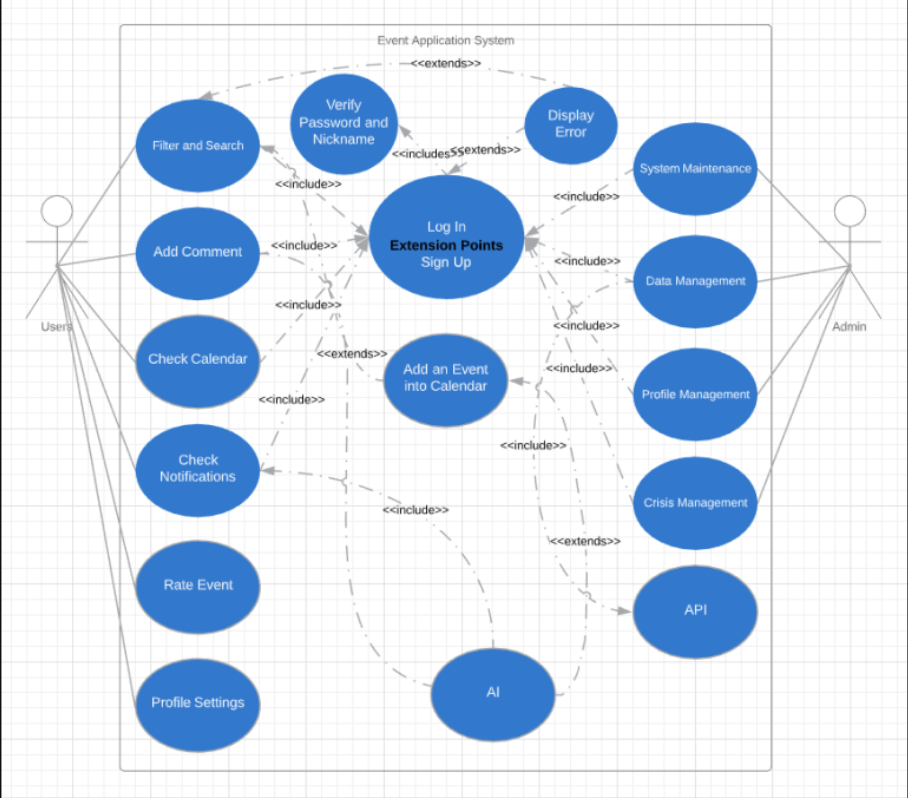 Event Application System
<<extends>>
Verify
Password and
Nickname
Display
Error
Filter and Search
<<includes>>
<<extends>>
System Maintenance
<<include>>
<<include>>
Log In
Extension Points
Sign Up
Add Comment
<<include>>
<<include>>
Data Management
<<include>>
<<include>>
Users
Admin
Check Calendar
<<extends>>
Add an Event
into Calendar
<<include>>
Profile Management
<<include>>
Check
Notifications
<<include>>
Crisis Management
<<include>>
<<extends>>
Rate Event
API
Profile Settings
AI